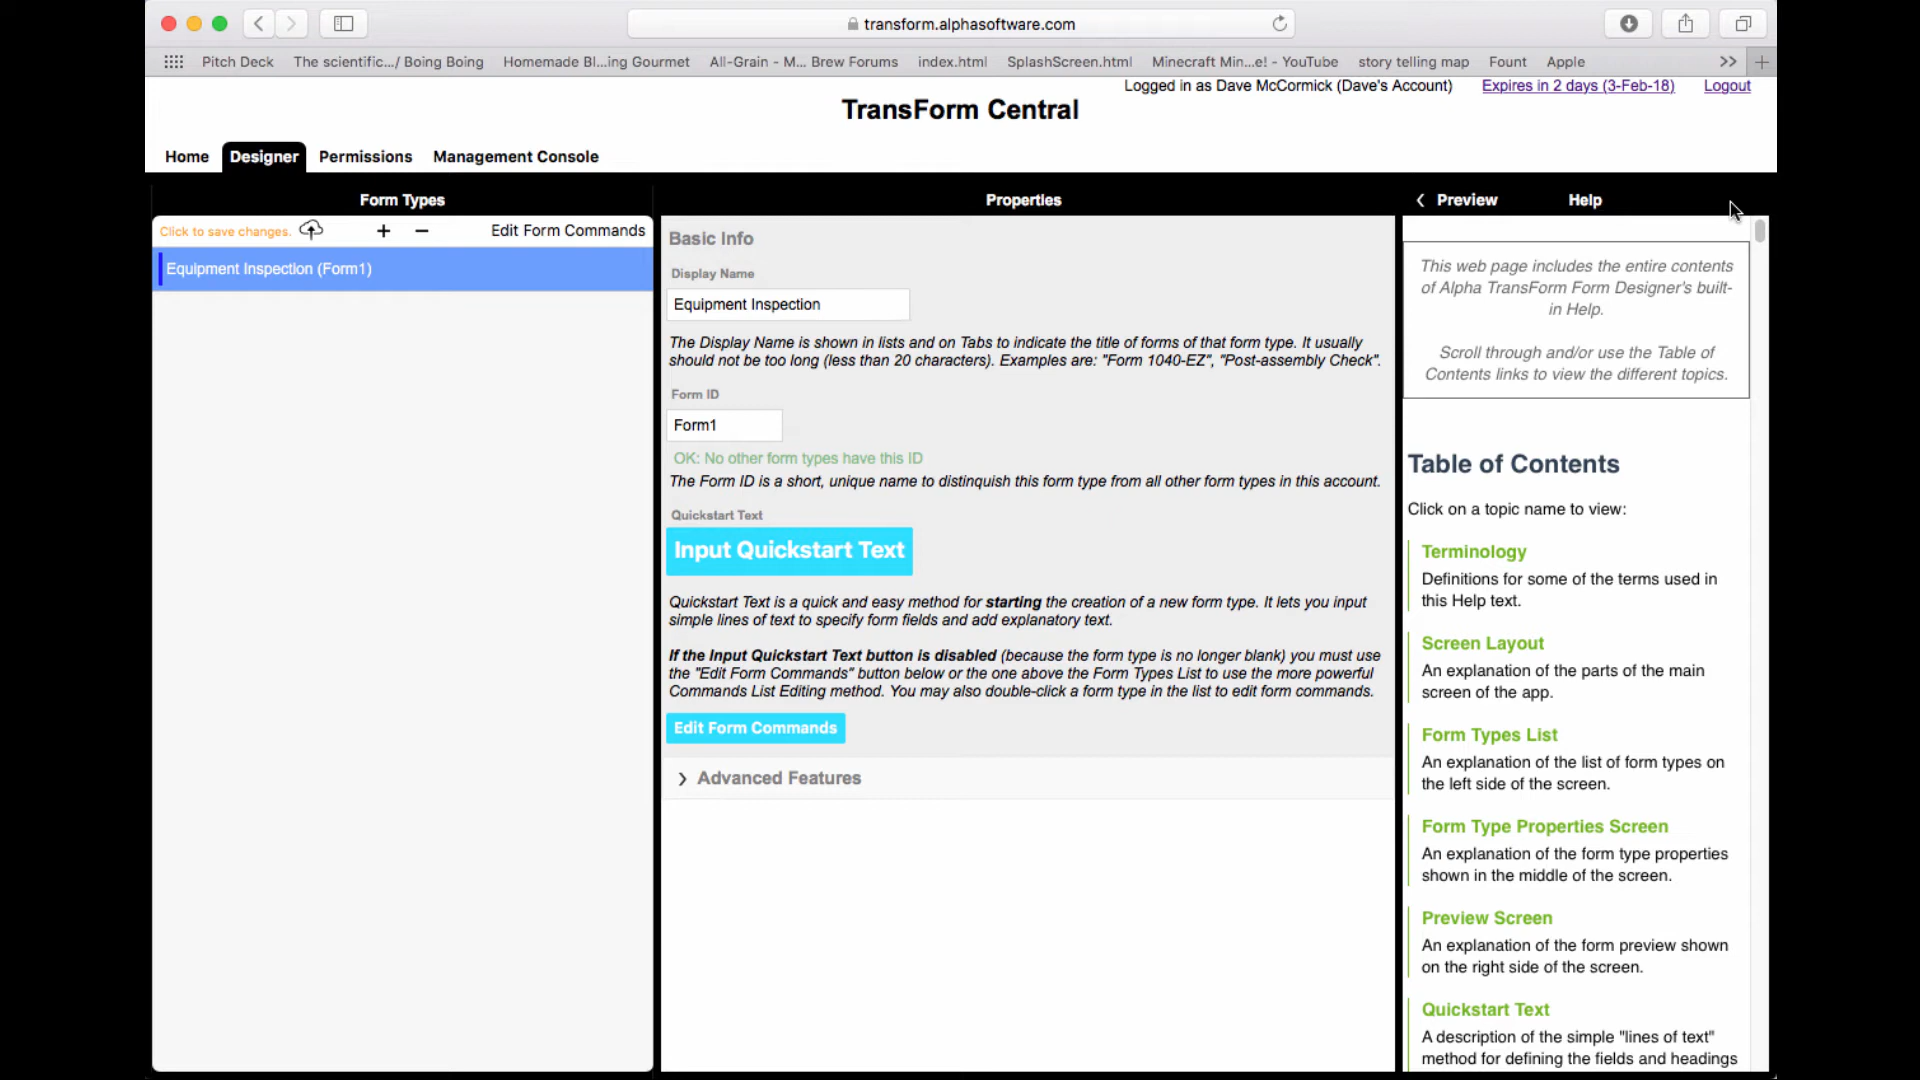 transform.alphasoftware.com
Pitch Deck The scientific.../ Boing Boing Homemade Bl...ing Gourmet All-Grain - M... Brew Forums index.html SplashScreen.html Minecraft Min...e! - YouTube story telling map Fount Apple >>
Logged in as Dave McCormick (Dave's Account) Expires in 2 days (3-Feb-18) Logout
TransForm Central
Home Designer Permissions Management Console
Form Types
Click to save changes. + − Edit Form Commands
Equipment Inspection (Form1)
Properties
Basic Info
Display Name
Equipment Inspection
The Display Name is shown in lists and on Tabs to indicate the title of forms of that form type. It usually
should not be too long (less than 20 characters). Examples are: "Form 1040-EZ", "Post-assembly Check".
Form ID
Form1
OK: No other form types have this ID
The Form ID is a short, unique name to distinquish this form type from all other form types in this account.
Quickstart Text
Input Quickstart Text
Quickstart Text is a quick and easy method for starting the creation of a new form type. It lets you input
simple lines of text to specify form fields and add explanatory text.
If the Input Quickstart Text button is disabled (because the form type is no longer blank) you must use
the "Edit Form Commands" button below or the one above the Form Types List to use the more powerful
Commands List Editing method. You may also double-click a form type in the list to edit form commands.
Edit Form Commands
Advanced Features
Preview Help
This web page includes the entire contents
of Alpha TransForm Form Designer's built-
in Help.
Scroll through and/or use the Table of
Contents links to view the different topics.
Table of Contents
Click on a topic name to view:
Terminology
Definitions for some of the terms used in
this Help text.
Screen Layout
An explanation of the parts of the main
screen of the app.
Form Types List
An explanation of the list of form types on
the left side of the screen.
Form Type Properties Screen
An explanation of the form type properties
shown in the middle of the screen.
Preview Screen
An explanation of the form preview shown
on the right side of the screen.
Quickstart Text
A description of the simple "lines of text"
method for defining the fields and headings